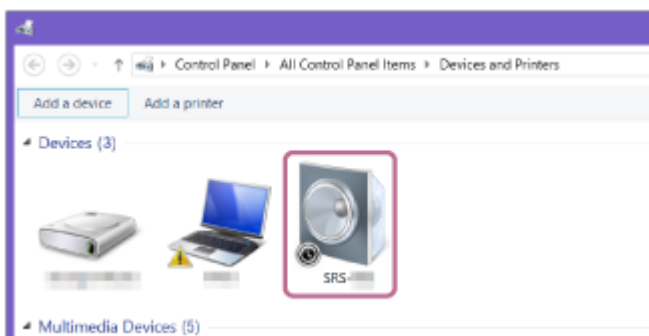 Control Panel All Control Panel Items Devices and Printers
Add a device Add a printer
Devices (3)
SRS-
Multimedia Devices (5)